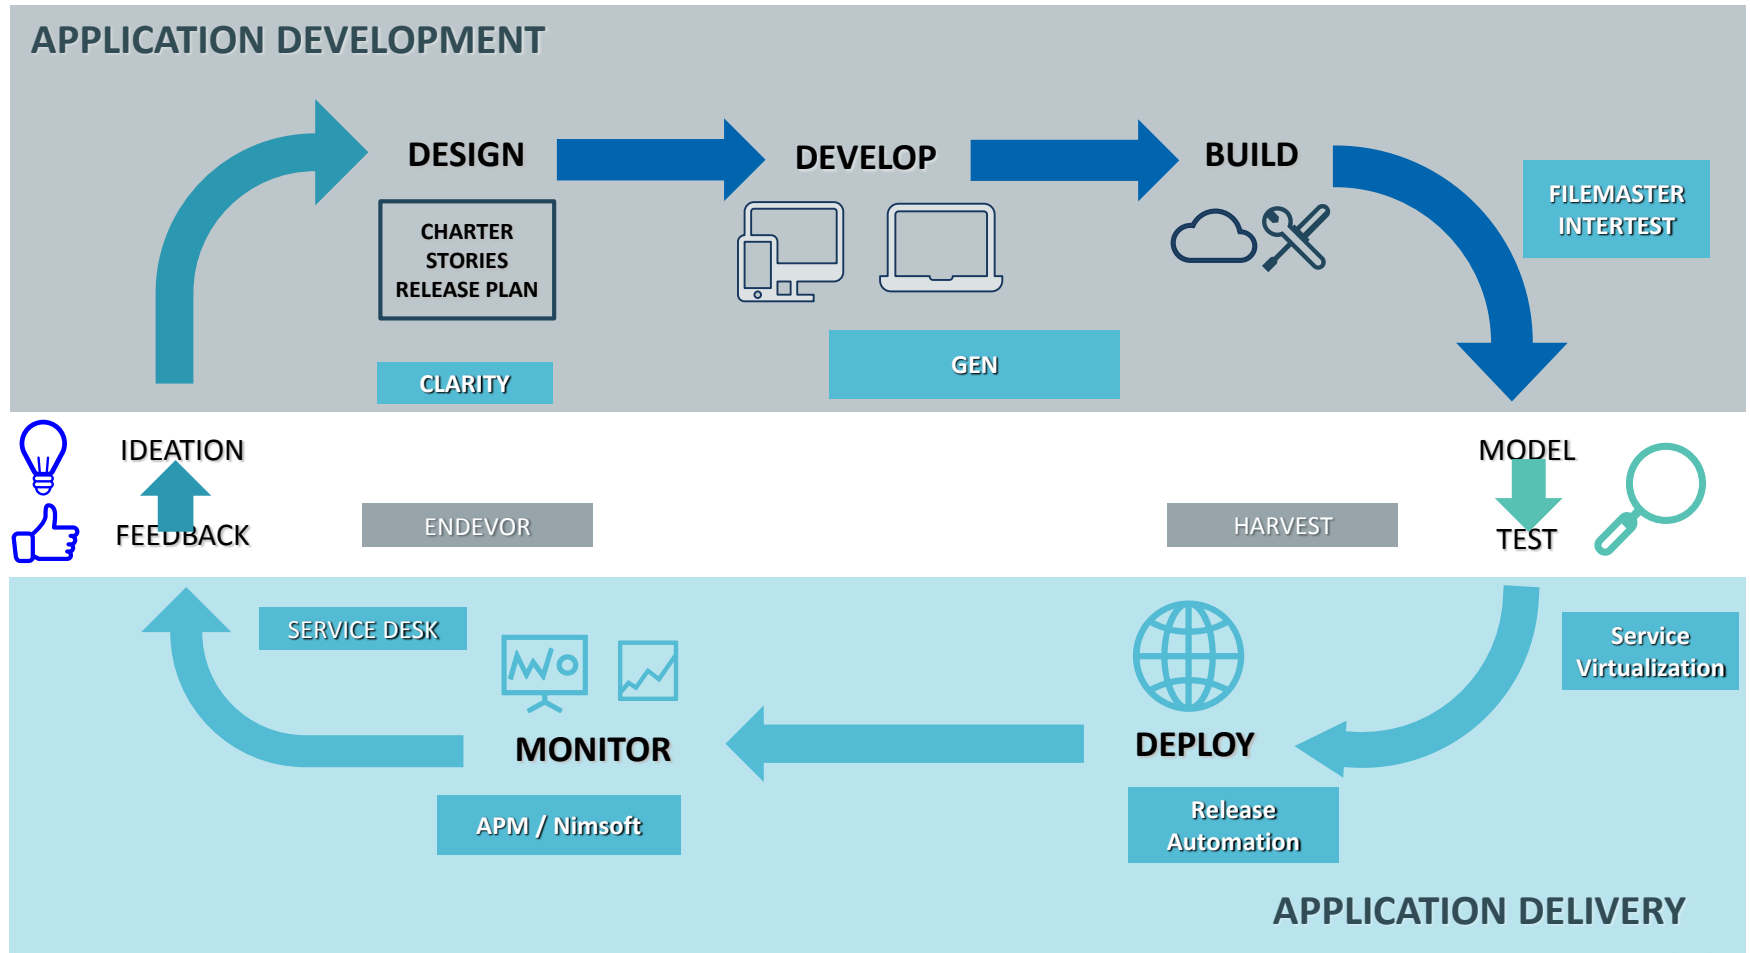 APPLICATION DEVELOPMENT
DESIGN
DEVELOP
BUILD
CHARTER
STORIES
RELEASE PLAN
FILEMASTER
INTERTEST
CLARITY
GEN
IDEATION
FEEDBACK
ENDEVOR
HARVEST
MODEL
TEST
SERVICE DESK
Service
Virtualization
MONITOR
DEPLOY
APM / Nimsoft
Release
Automation
APPLICATION DELIVERY